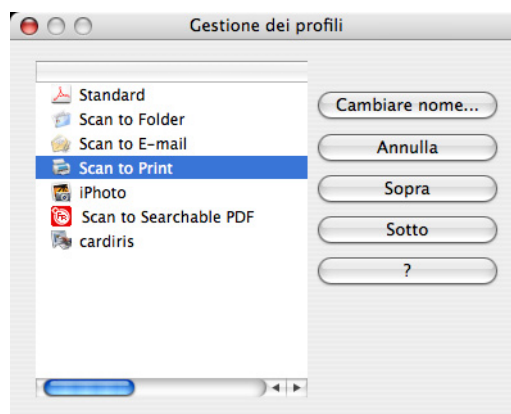 Gestione dei profili
Standard
Scan to Folder
Scan to E-mail
Scan to Print
iPhoto
Scan to Searchable PDF
cardiris
Cambiare nome...
Annulla
Sopra
Sotto
?